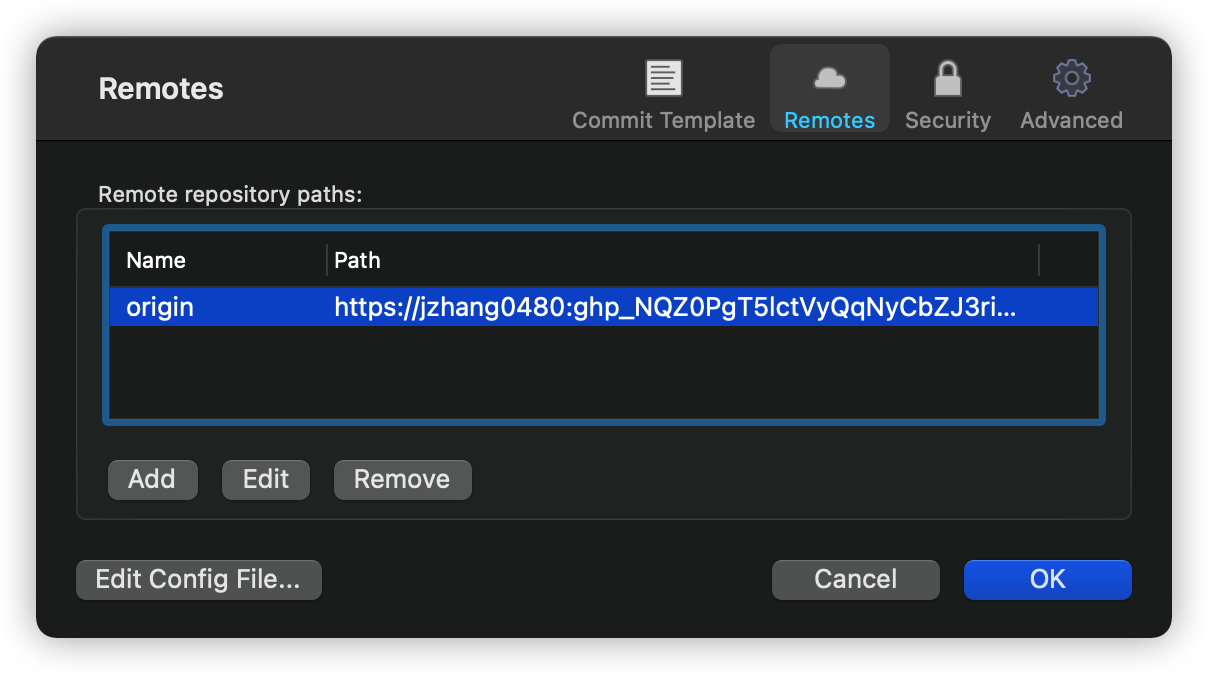 Remotes
Commit Template
Remotes
Security
Advanced
Remote repository paths:
Name Path
origin https://jzhang0480:ghp_NQZ0PgT5lctVyQqNyCbZJ3ri...
Add Edit Remove
Edit Config File... Cancel OK